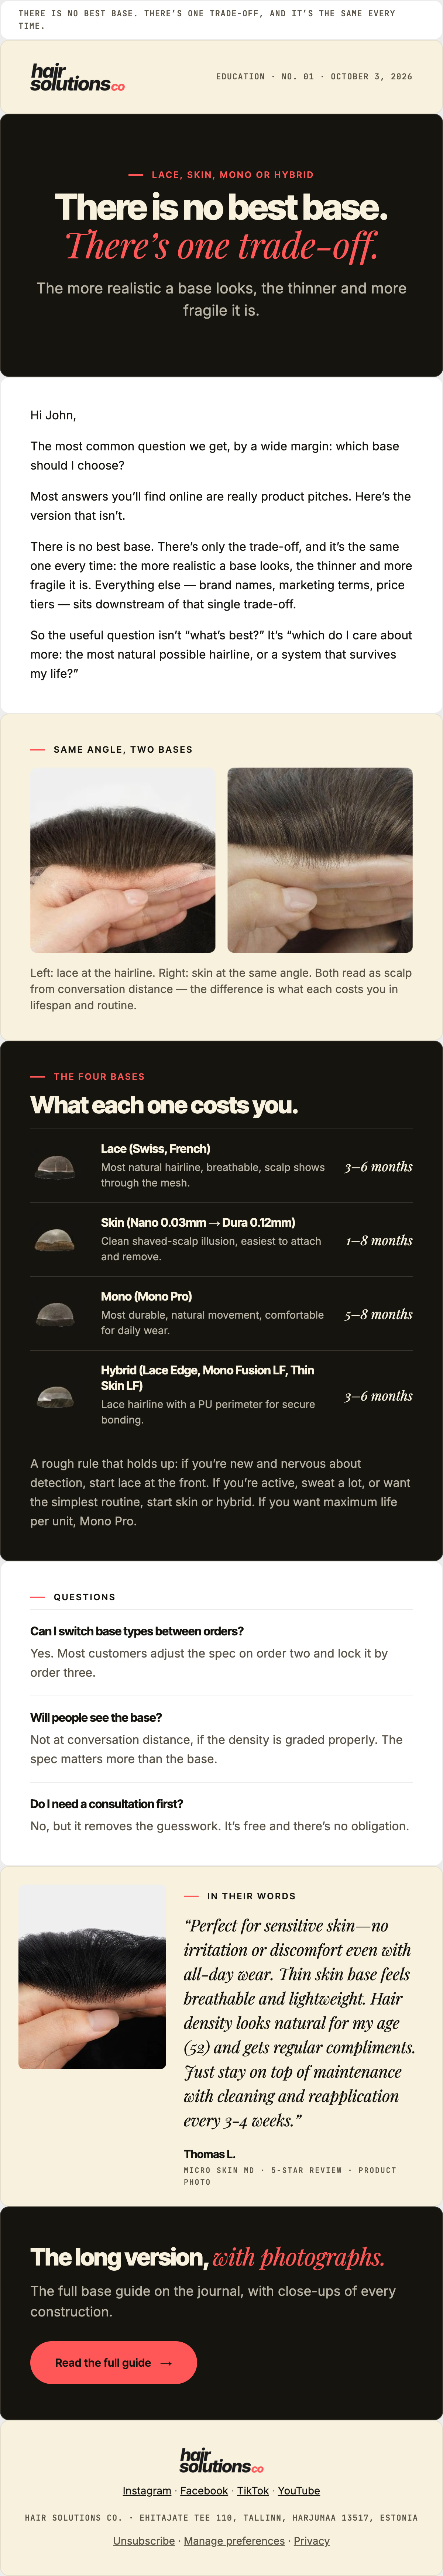 THERE IS NO BEST BASE. THERE’S ONE TRADE-OFF, AND IT’S THE SAME EVERY
TIME.
hair
solutionsco
EDUCATION · NO. 01 · OCTOBER 3, 2026
LACE, SKIN, MONO OR HYBRID
There is no best base.
There’s one trade-off.
The more realistic a base looks, the thinner and more
fragile it is.
Hi John,
The most common question we get, by a wide margin: which base
should I choose?
Most answers you’ll find online are really product pitches. Here’s the
version that isn’t.
There is no best base. There’s only the trade-off, and it’s the same
one every time: the more realistic a base looks, the thinner and more
fragile it is. Everything else — brand names, marketing terms, price
tiers — sits downstream of that single trade-off.
So the useful question isn’t “what’s best?” It’s “which do I care about
more: the most natural possible hairline, or a system that survives
my life?”
SAME ANGLE, TWO BASES
Left: lace at the hairline. Right: skin at the same angle. Both read as scalp
from conversation distance — the difference is what each costs you in
lifespan and routine.
THE FOUR BASES
What each one costs you.
Lace (Swiss, French)
Most natural hairline, breathable, scalp shows
through the mesh.
3–6 months
Skin (Nano 0.03mm → Dura 0.12mm)
Clean shaved-scalp illusion, easiest to attach
and remove.
1–8 months
Mono (Mono Pro)
Most durable, natural movement, comfortable
for daily wear.
5–8 months
Hybrid (Lace Edge, Mono Fusion LF, Thin
Skin LF)
Lace hairline with a PU perimeter for secure
bonding.
3–6 months
A rough rule that holds up: if you’re new and nervous about
detection, start lace at the front. If you’re active, sweat a lot, or want
the simplest routine, start skin or hybrid. If you want maximum life
per unit, Mono Pro.
QUESTIONS
Can I switch base types between orders?
Yes. Most customers adjust the spec on order two and lock it by
order three.
Will people see the base?
Not at conversation distance, if the density is graded properly. The
spec matters more than the base.
Do I need a consultation first?
No, but it removes the guesswork. It’s free and there’s no obligation.
IN THEIR WORDS
“Perfect for sensitive skin—no
irritation or discomfort even with
all-day wear. Thin skin base feels
breathable and lightweight. Hair
density looks natural for my age
(52) and gets regular compliments.
Just stay on top of maintenance
with cleaning and reapplication
every 3-4 weeks.”
Thomas L.
MICRO SKIN MD · 5-STAR REVIEW · PRODUCT
PHOTO
The long version, with photographs.
The full base guide on the journal, with close-ups of every
construction.
Read the full guide →
hair
solutionsco
Instagram · Facebook · TikTok · YouTube
HAIR SOLUTIONS CO. · EHITAJATE TEE 110, TALLINN, HARJUMAA 13517, ESTONIA
Unsubscribe · Manage preferences · Privacy